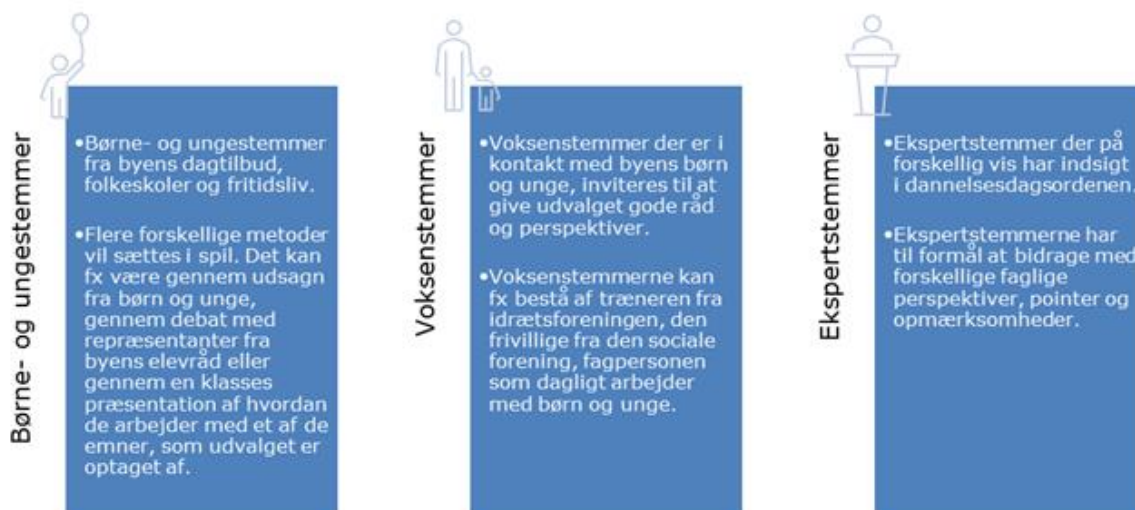 Børne- og ungestemmer
•Børne- og ungestemmer
fra byens dagtilbud,
folkeskoler og fritidsliv.
•Flere forskellige metoder
vil sættes i spil. Det kan
fx være gennem udsagn
fra børn og unge,
gennem debat med
repræsentanter fra
byens elevråd eller
gennem en klasses
præsentation af hvordan
de arbejder med et af de
emner, som udvalget er
optaget af.
Voksenstemmer
•Voksenstemmer der er i
kontakt med byens børn
og unge, inviteres til at
give udvalget gode råd
og perspektiver.
•Voksenstemmerne kan
fx bestå af træneren fra
idrætsforeningen, den
frivillige fra den sociale
forening, fagpersonen
som dagligt arbejder
med børn og unge.
Ekspertstemmer
•Ekspertstemmer der på
forskellig vis har indsigt
i dannelsesdagsordenen.
•Ekspertstemmerne har
til formål at bidrage med
forskellige faglige
perspektiver, pointer og
opmærksomheder.